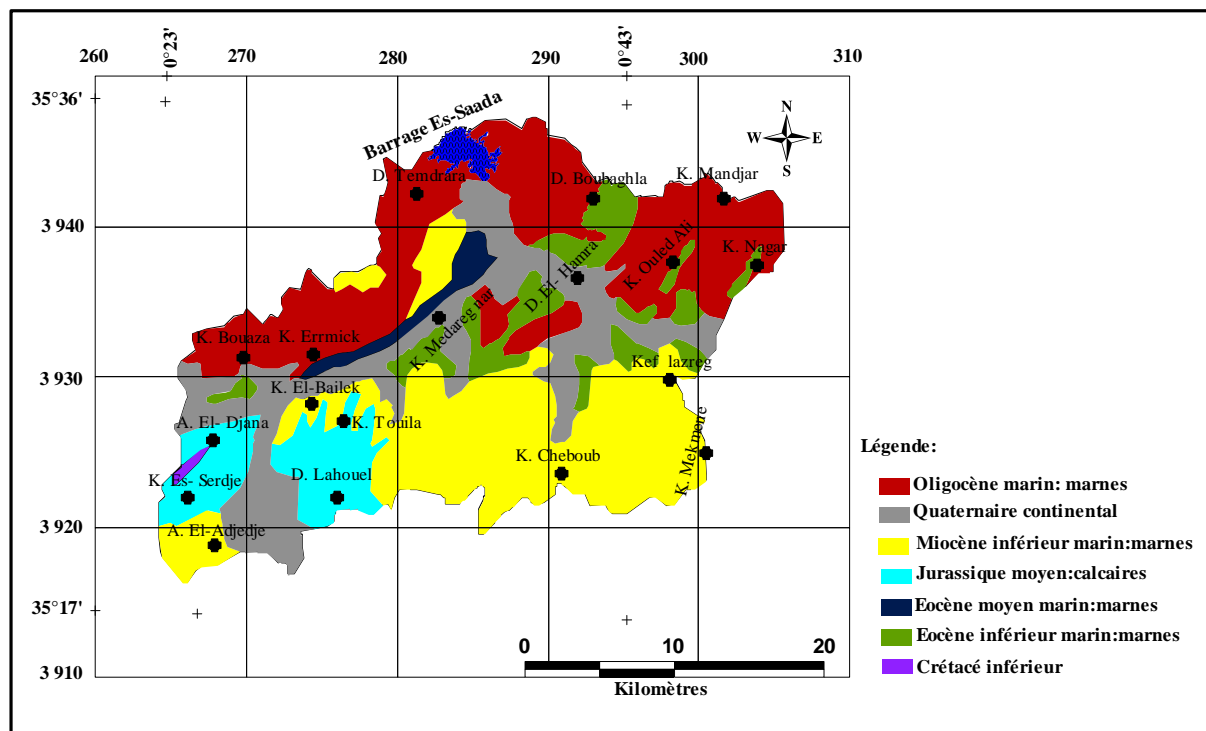 260 0°23' 270 280 290 0°43' 300 310
35°36'
N
W E
S
Barrage Es-Saada
D. Temdrara
D. Boubaghla
K. Mandjar
3 940
K. Ouled Ali
K. Nagar
D. El- Hamra
K. Medareg nar
K. Bouaza
K. Errmick
Kef lazreg
3 930
K. El-Bailek
A. El- Djana
K. Touila
K. Mekmene
K. Cheboub
K. Es- Serdje
D. Lahouel
3 920
A. El-Adjedje
35°17'
3 910
0 10 20
Kilomètres
Légende:
Oligocène marin: marnes
Quaternaire continental
Miocène inférieur marin:marnes
Jurassique moyen:calcaires
Eocène moyen marin:marnes
Eocène inférieur marin:marnes
Crétacé inférieur